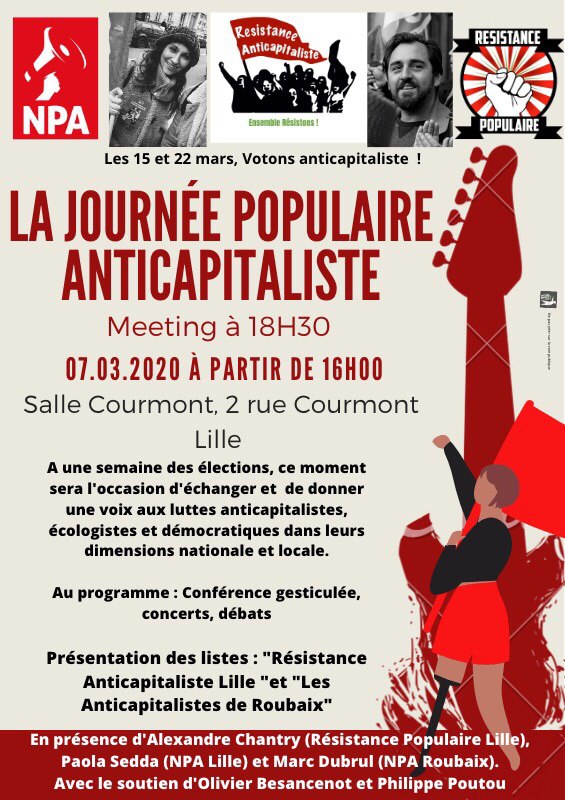 NPA
Resistance
Anticapitaliste
Ensemble Résistons !
RESISTANCE
POPULAIRE
Les 15 et 22 mars, Votons anticapitaliste !
LA JOURNÉE POPULAIRE
ANTICAPITALISTE
Meeting à 18H30
07.03.2020 À PARTIR DE 16H00
Salle Courmont, 2 rue Courmont
Lille
A une semaine des élections, ce moment
sera l'occasion d'échanger et de donner
une voix aux luttes anticapitalistes,
écologistes et démocratiques dans leurs
dimensions nationale et locale.
Au programme : Conférence gesticulée,
concerts, débats
Présentation des listes : "Résistance
Anticapitaliste Lille "et "Les
Anticapitalistes de Roubaix"
En présence d'Alexandre Chantry (Résistance Populaire Lille),
Paola Sedda (NPA Lille) et Marc Dubrul (NPA Roubaix).
Avec le soutien d'Olivier Besancenot et Philippe Poutou